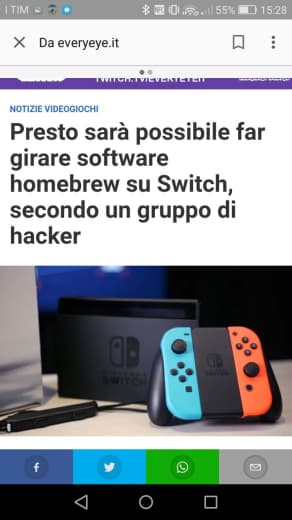 I TIM
55% 15:28
Da everyeye.it
TWITCH.TV/EVERYEYEIT
NOTIZIE VIDEOGIOCHI
Presto sarà possibile far
girare software
homebrew su Switch,
secondo un gruppo di
hacker
SWITCH